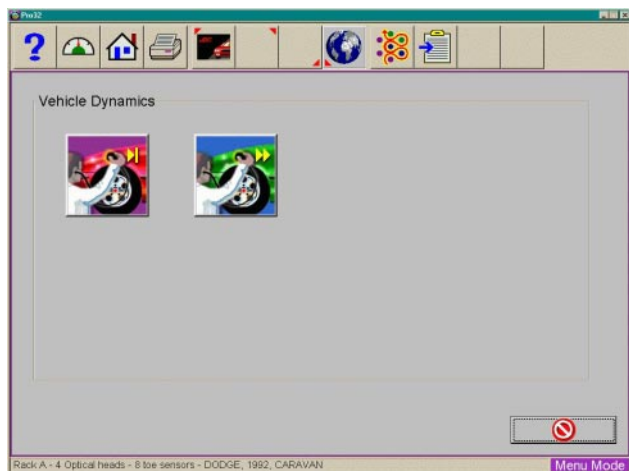 Pro32
?
Vehicle Dynamics
Rack A - 4 Optical heads - 8 toe sensors - DODGE, 1992, CARAVAN
Menu Mode